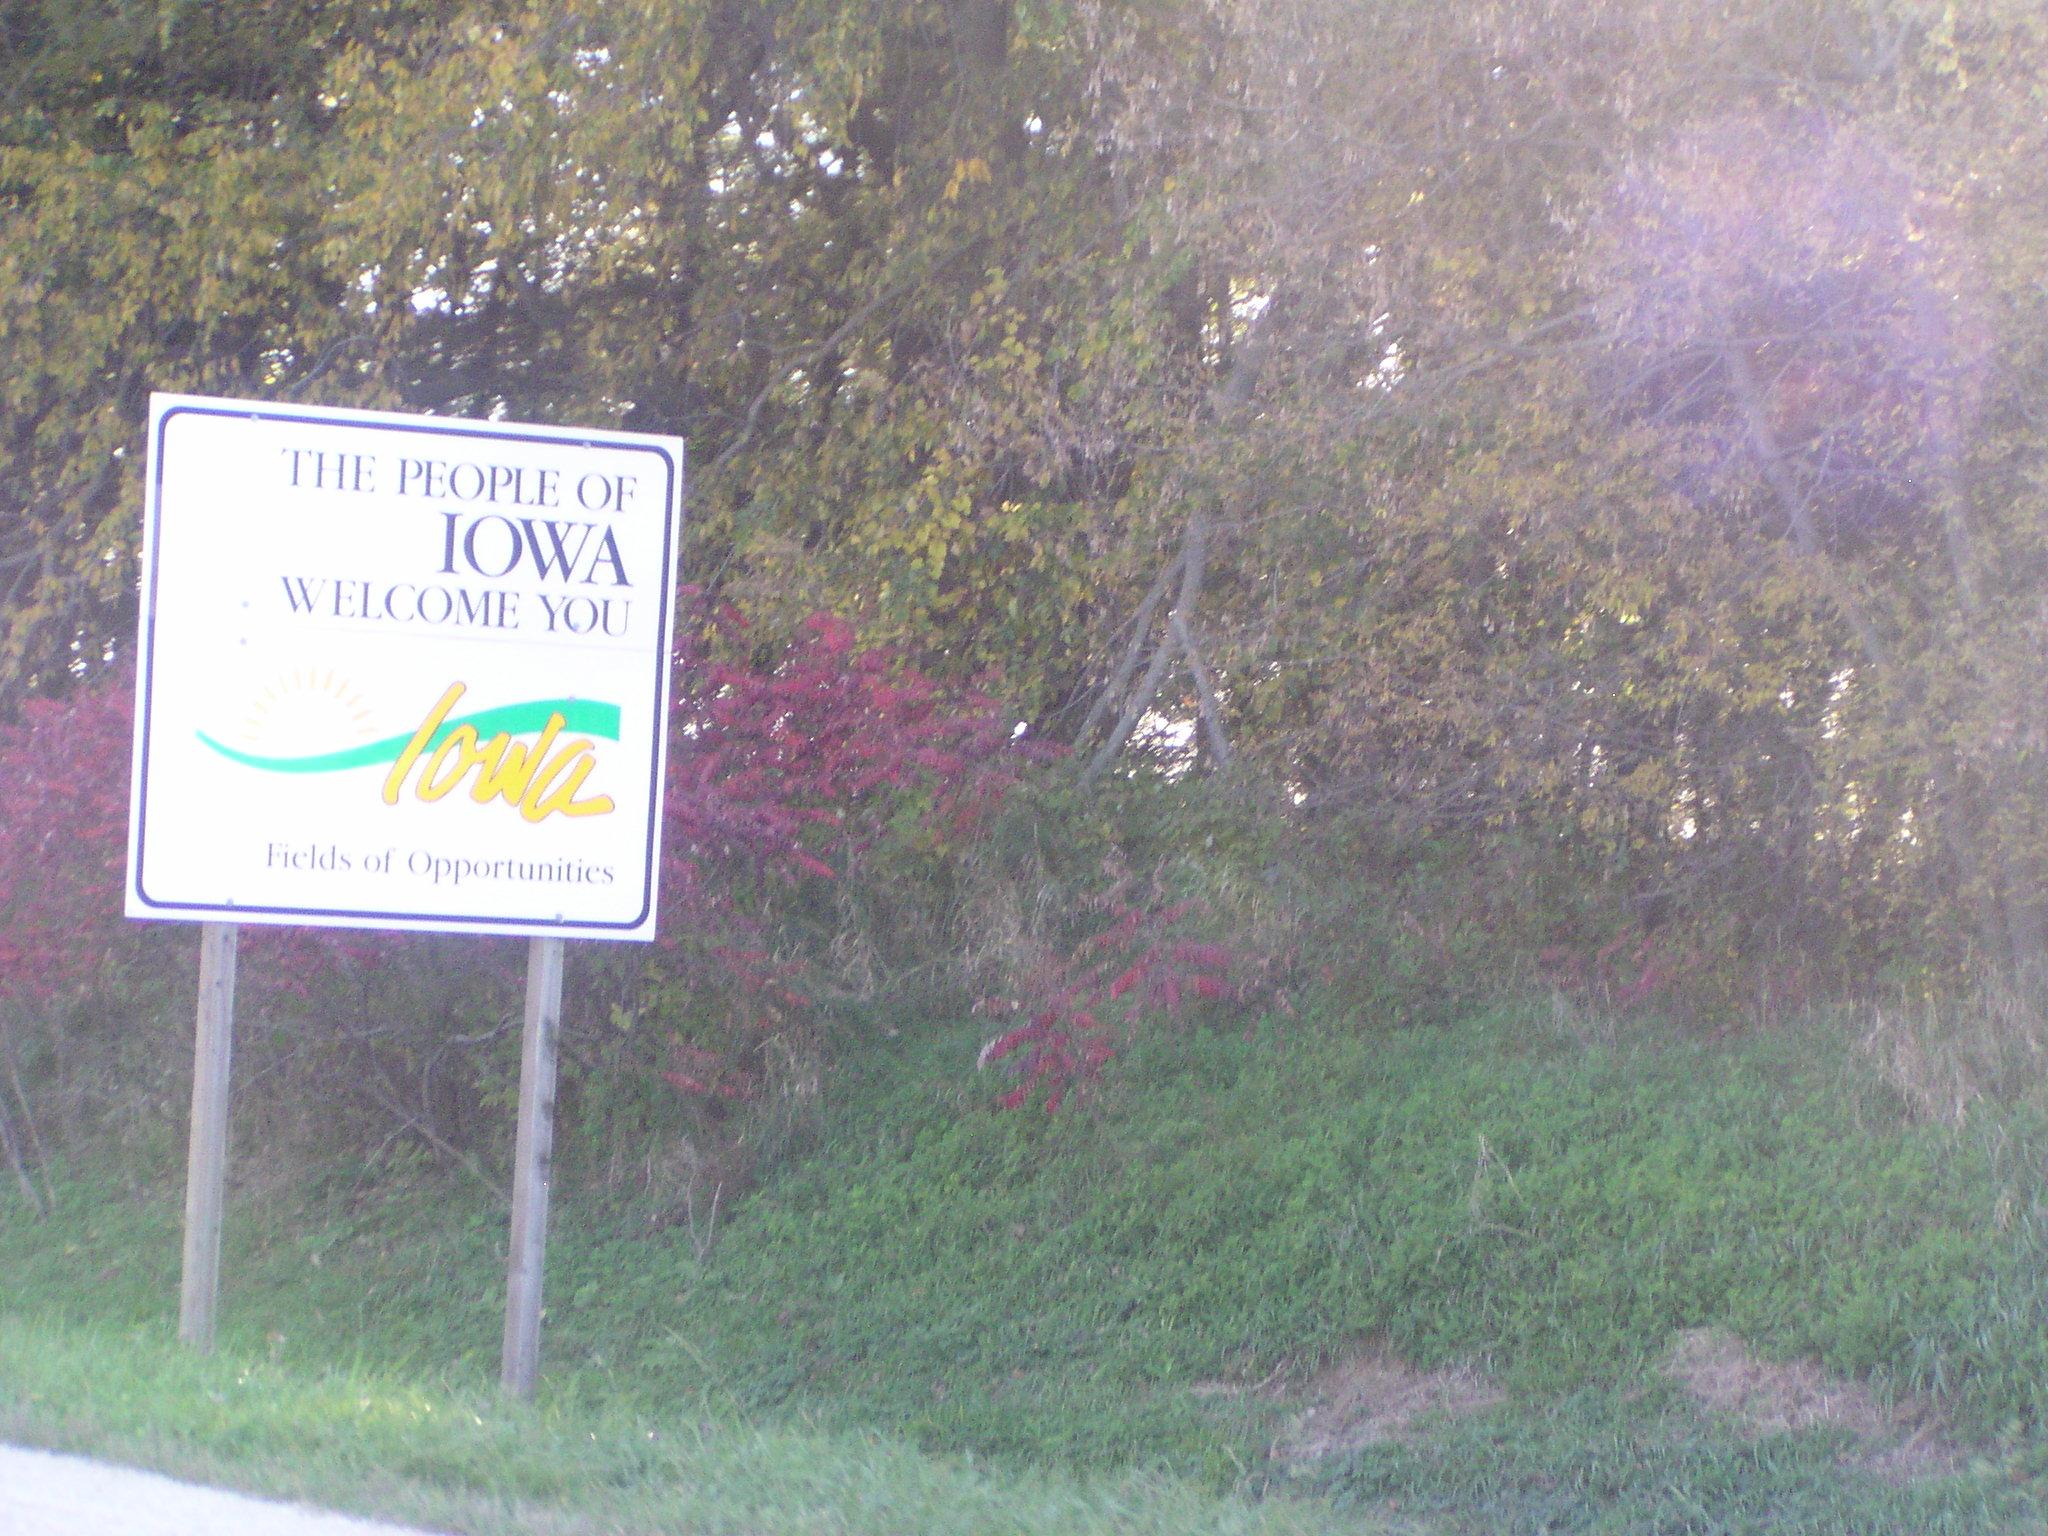 THE PEOPLE OF
IOWA
WELCOME YOU
Iowa
Fields of Opportunities